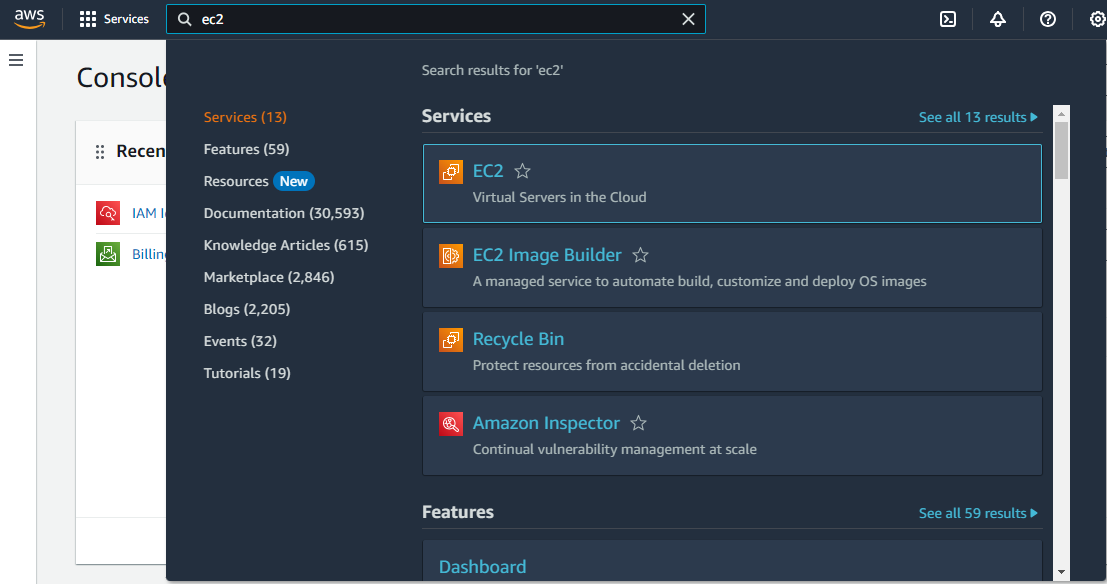 aws
Services
ec2
Search results for 'ec2'
Services (13)
Features (59)
Resources New
Documentation (30,593)
Knowledge Articles (615)
Marketplace (2,846)
Blogs (2,205)
Events (32)
Tutorials (19)
Services
See all 13 results
EC2
Virtual Servers in the Cloud
EC2 Image Builder
A managed service to automate build, customize and deploy OS images
Recycle Bin
Protect resources from accidental deletion
Amazon Inspector
Continual vulnerability management at scale
Features
See all 59 results
Dashboard
Consol
Recen
IAM
Billin